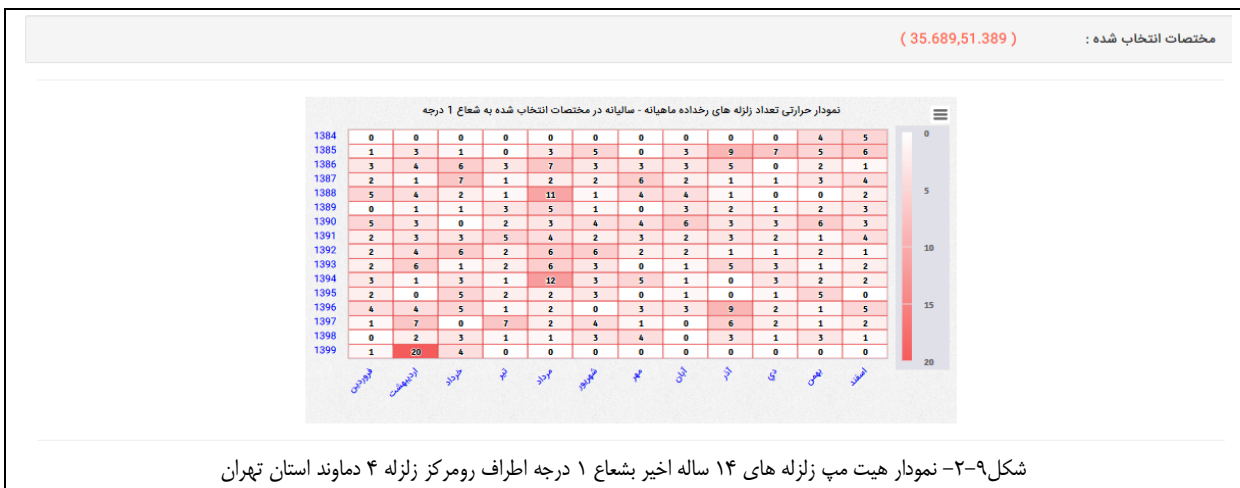 مختصات انتخاب شده : ( 35.689,51.389 )
نمودار حرارتی تعداد زلزله های رخداده ماهیانه - سالیانه در مختصات انتخاب شده به شعاع 1 درجه
1384 0 0 0 0 0 0 0 0 0 0 4 5
1385 1 3 1 0 3 5 0 3 9 7 5 6
1386 3 4 6 3 7 3 3 3 5 0 2 1
1387 2 1 7 1 2 2 6 2 1 1 3 4
1388 5 4 2 1 11 1 4 4 1 0 0 2
1389 0 1 1 3 5 1 0 3 2 1 2 3
1390 5 3 0 2 3 4 4 6 3 3 6 3
1391 2 3 3 5 4 2 3 2 3 2 1 4
1392 2 4 6 2 6 6 2 2 1 1 2 1
1393 2 6 1 2 6 3 0 1 5 3 1 2
1394 3 1 3 1 12 3 5 1 0 3 2 2
1395 2 0 5 2 2 3 0 1 0 1 5 0
1396 4 4 5 1 2 0 3 3 9 2 1 5
1397 1 7 0 7 2 4 1 0 6 2 1 2
1398 0 2 3 1 1 3 4 0 3 1 3 1
1399 1 20 4 0 0 0 0 0 0 0 0 0
فروردین اردیبهشت خرداد تیر مرداد شهریور مهر آبان آذر دی بهمن اسفند
0
5
10
15
20
شکل۹-۲- نمودار هیت مپ زلزله های ۱۴ ساله اخیر بشعاع ۱ درجه اطراف رومرکز زلزله ۴ دماوند استان تهران